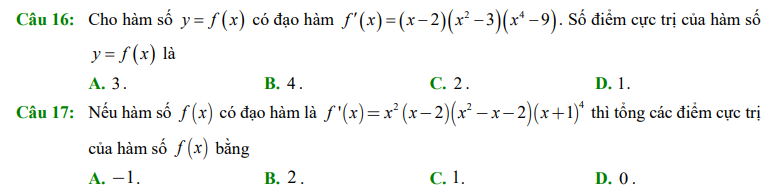 Câu 16: Cho hàm số y = f(x) có đạo hàm f'(x) = (x−2)(x²−3)(x⁴−9). Số điểm cực trị của hàm số
y = f(x) là
A. 3. B. 4. C. 2. D. 1.
Câu 17: Nếu hàm số f(x) có đạo hàm là f'(x) = x²(x−2)(x²−x−2)(x+1)⁴ thì tổng các điểm cực trị
của hàm số f(x) bằng
A. −1. B. 2. C. 1. D. 0.